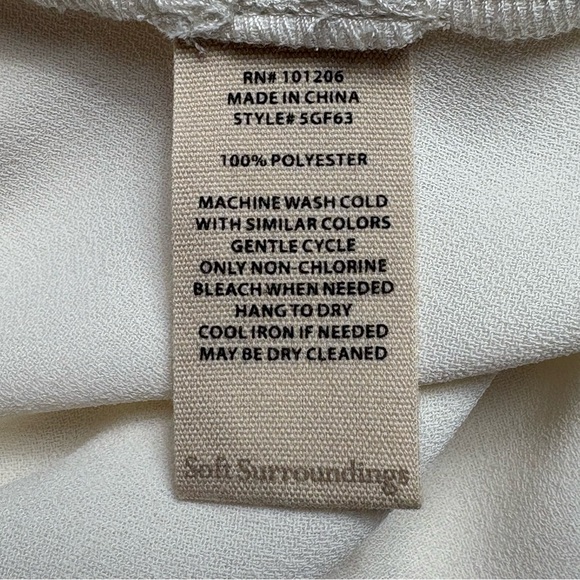 RN# 101206
MADE IN CHINA
STYLE# 5GF63
100% POLYESTER
MACHINE WASH COLD
WITH SIMILAR COLORS
GENTLE CYCLE
ONLY NON-CHLORINE
BLEACH WHEN NEEDED
HANG TO DRY
COOL IRON IF NEEDED
MAY BE DRY CLEANED
Soft Surroundings